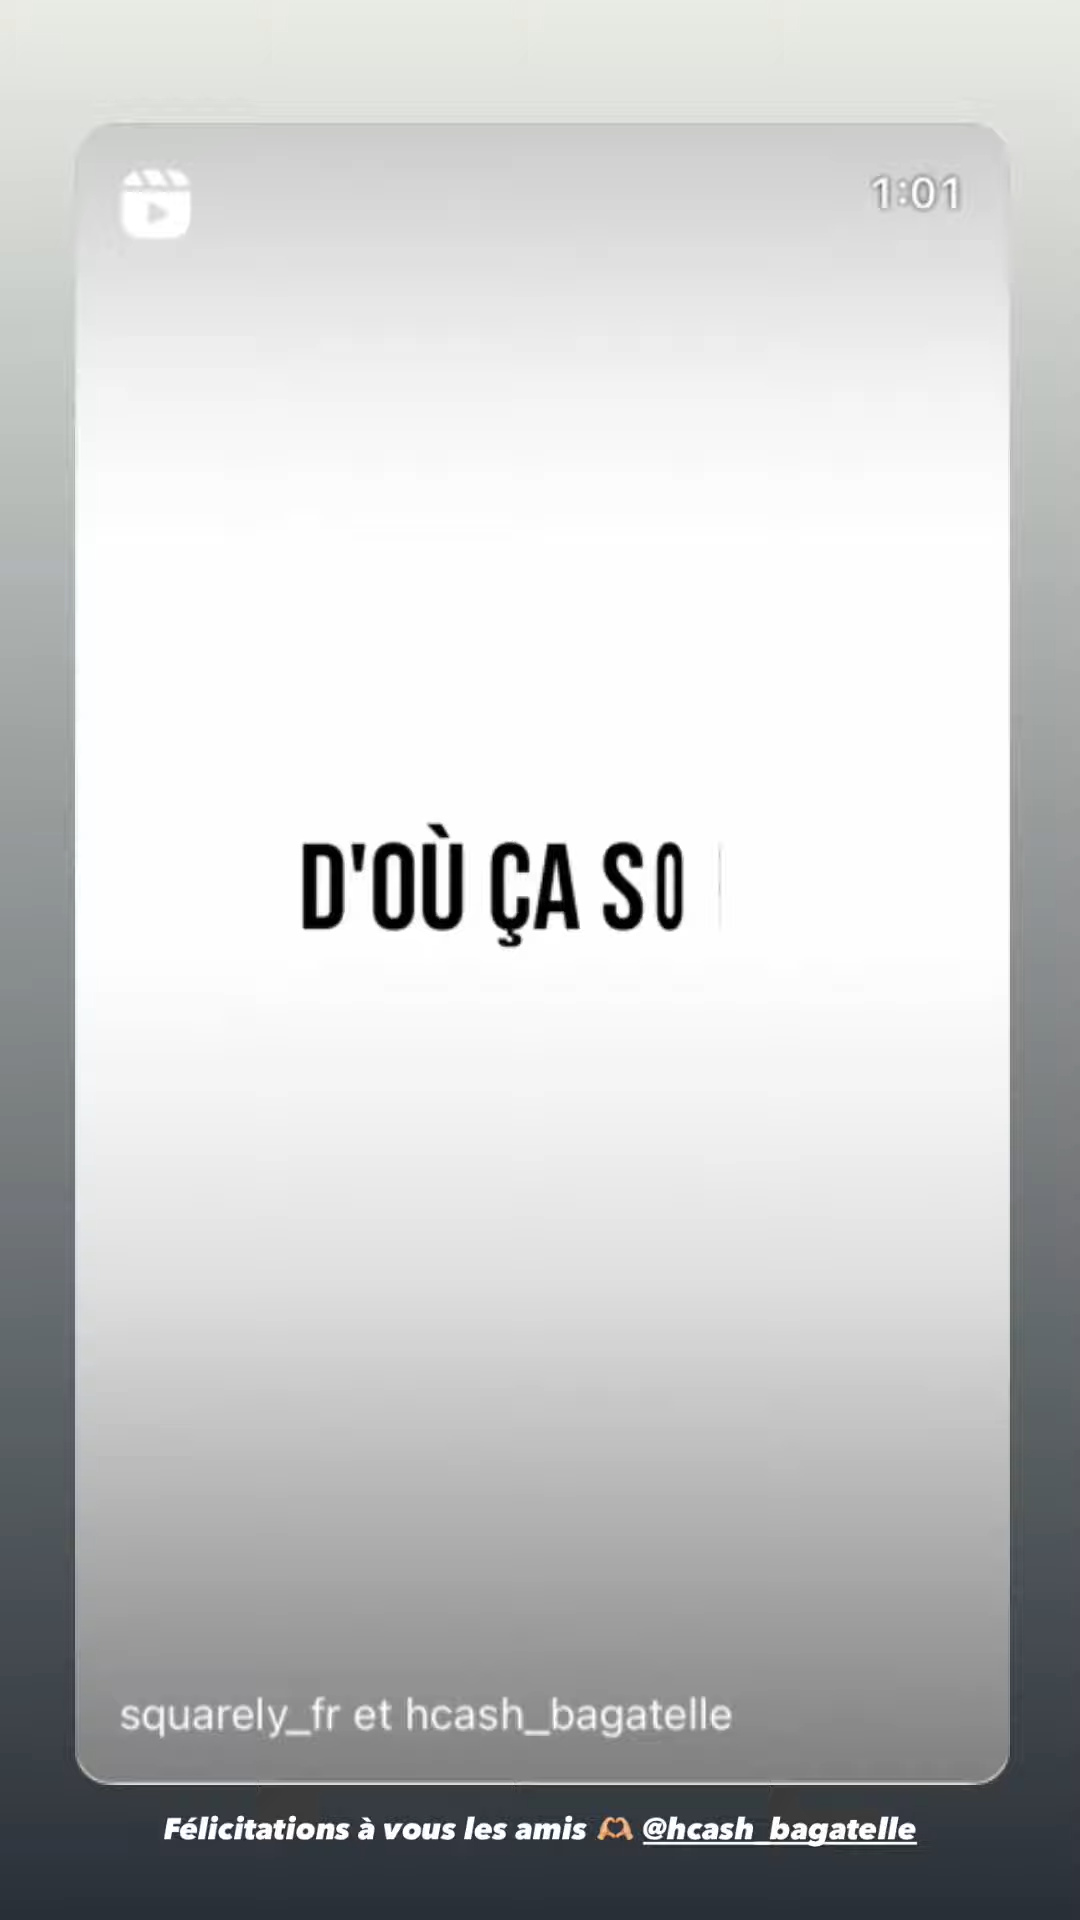 1:01
D'OÙ ÇA SO
squarely_fr et hcash_bagatelle
Félicitations à vous les amis 🫶🏼 @hcash_bagatelle